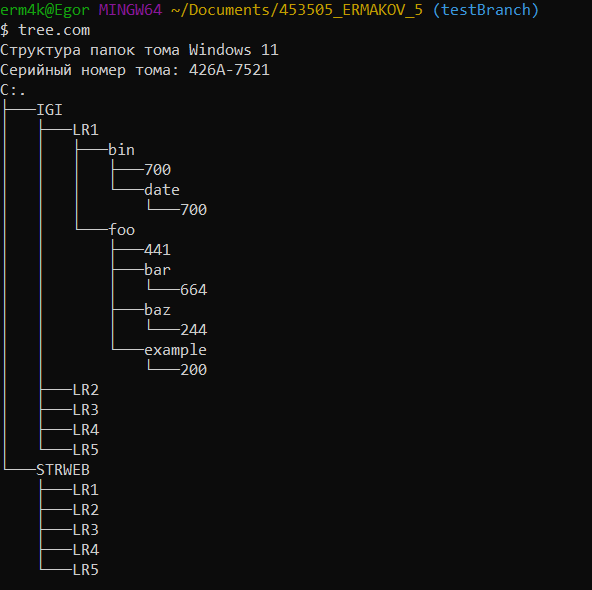 erm4k@Egor MINGW64 ~/Documents/453505_ERMAKOV_5 (testBranch)
$ tree.com
Структура папок тома Windows 11
Серийный номер тома: 426A-7521
C:.
├───IGI
│   ├───LR1
│   │   ├───bin
│   │   │   ├───700
│   │   │   └───date
│   │   │       └───700
│   │   └───foo
│   │       ├───441
│   │       ├───bar
│   │       │   └───664
│   │       ├───baz
│   │       │   └───244
│   │       └───example
│   │           └───200
│   ├───LR2
│   ├───LR3
│   ├───LR4
│   └───LR5
└───STRWEB
    ├───LR1
    ├───LR2
    ├───LR3
    ├───LR4
    └───LR5